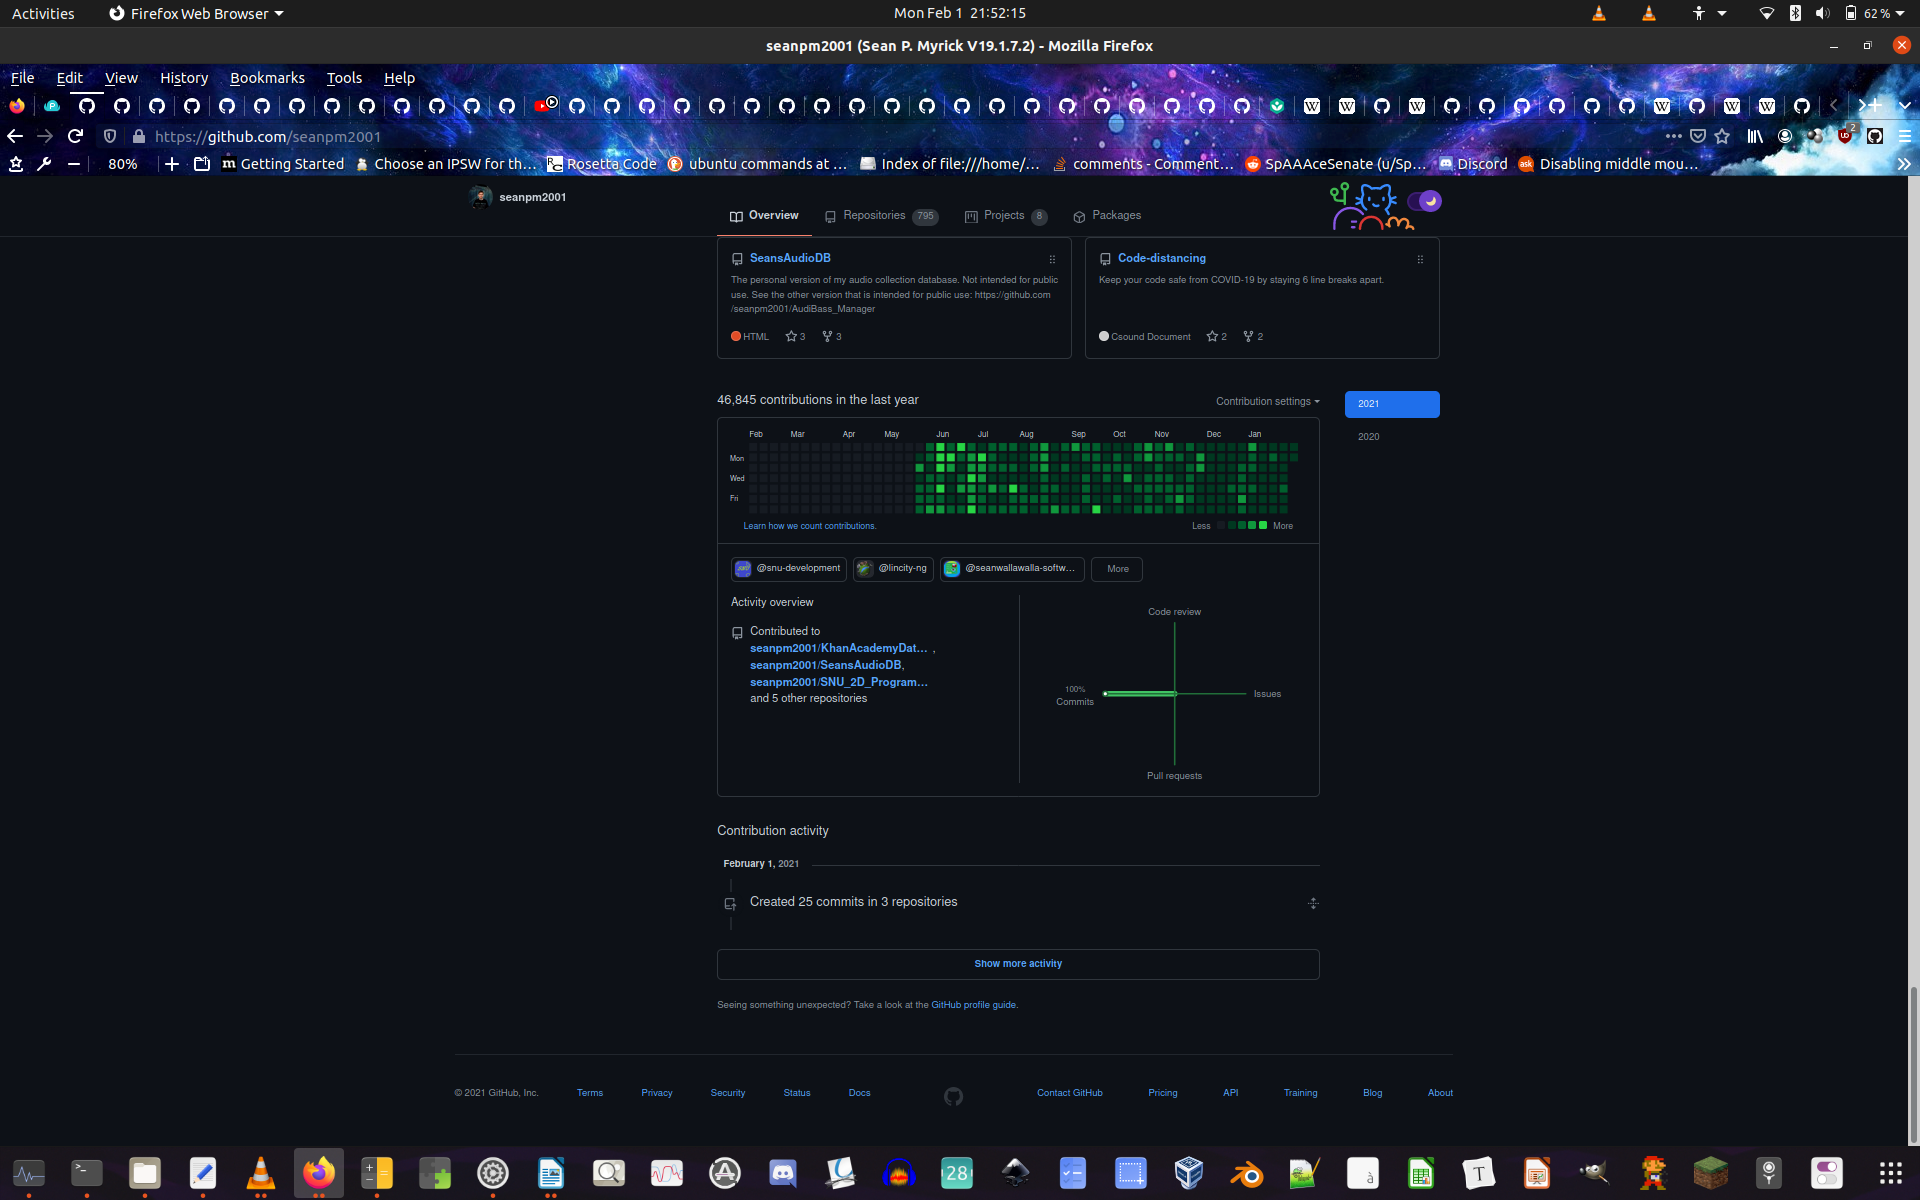 Activities
Firefox Web Browser
Mon Feb 1 21:52:15
62 %
seanpm2001 (Sean P. Myrick V19.1.7.2) - Mozilla Firefox
File Edit View History Bookmarks Tools Help
https://github.com/seanpm2001
2
80%
Getting Started
Choose an IPSW for th…
Rosetta Code
ubuntu commands at …
Index of file:///home/…
comments - Comment…
SpAAAceSenate (u/Sp…
Discord
Disabling middle mou…
seanpm2001
Overview
Repositories 795
Projects 8
Packages
SeansAudioDB
The personal version of my audio collection database. Not intended for public
use. See the other version that is intended for public use: https://github.com
/seanpm2001/AudiBass_Manager
HTML 3 3
Code-distancing
Keep your code safe from COVID-19 by staying 6 line breaks apart.
Csound Document 2 2
46,845 contributions in the last year
Contribution settings
2021
2020
Feb Mar Apr May Jun Jul Aug Sep Oct Nov Dec Jan
Mon
Wed
Fri
Learn how we count contributions.
Less More
@snu-development
@lincity-ng
@seanwallawalla-softw…
More
Activity overview
Contributed to
seanpm2001/KhanAcademyDat… ,
seanpm2001/SeansAudioDB,
seanpm2001/SNU_2D_Program…
and 5 other repositories
Code review
100%
Commits
Issues
Pull requests
Contribution activity
February 1, 2021
Created 25 commits in 3 repositories
Show more activity
Seeing something unexpected? Take a look at the GitHub profile guide.
© 2021 GitHub, Inc. Terms Privacy Security Status Docs Contact GitHub Pricing API Training Blog About
28